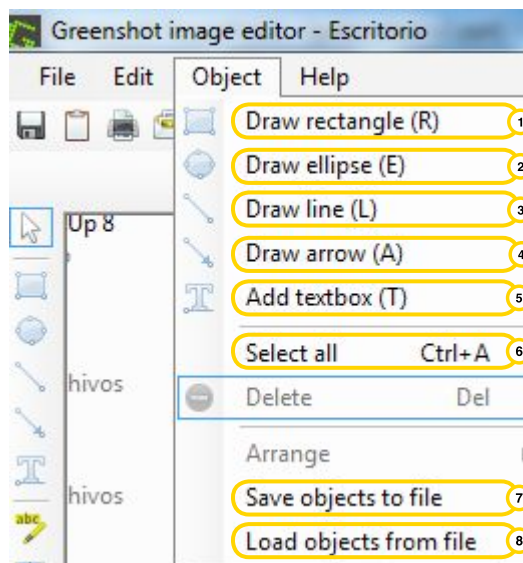 Greenshot image editor - Escritorio
File Edit Object Help
Draw rectangle (R) 1
Draw ellipse (E) 2
Draw line (L) 3
Draw arrow (A) 4
Add textbox (T) 5
Select all Ctrl+A 6
Delete Del
Arrange
Save objects to file 7
Load objects from file 8
Up 8
hivos
hivos
T
T
abc